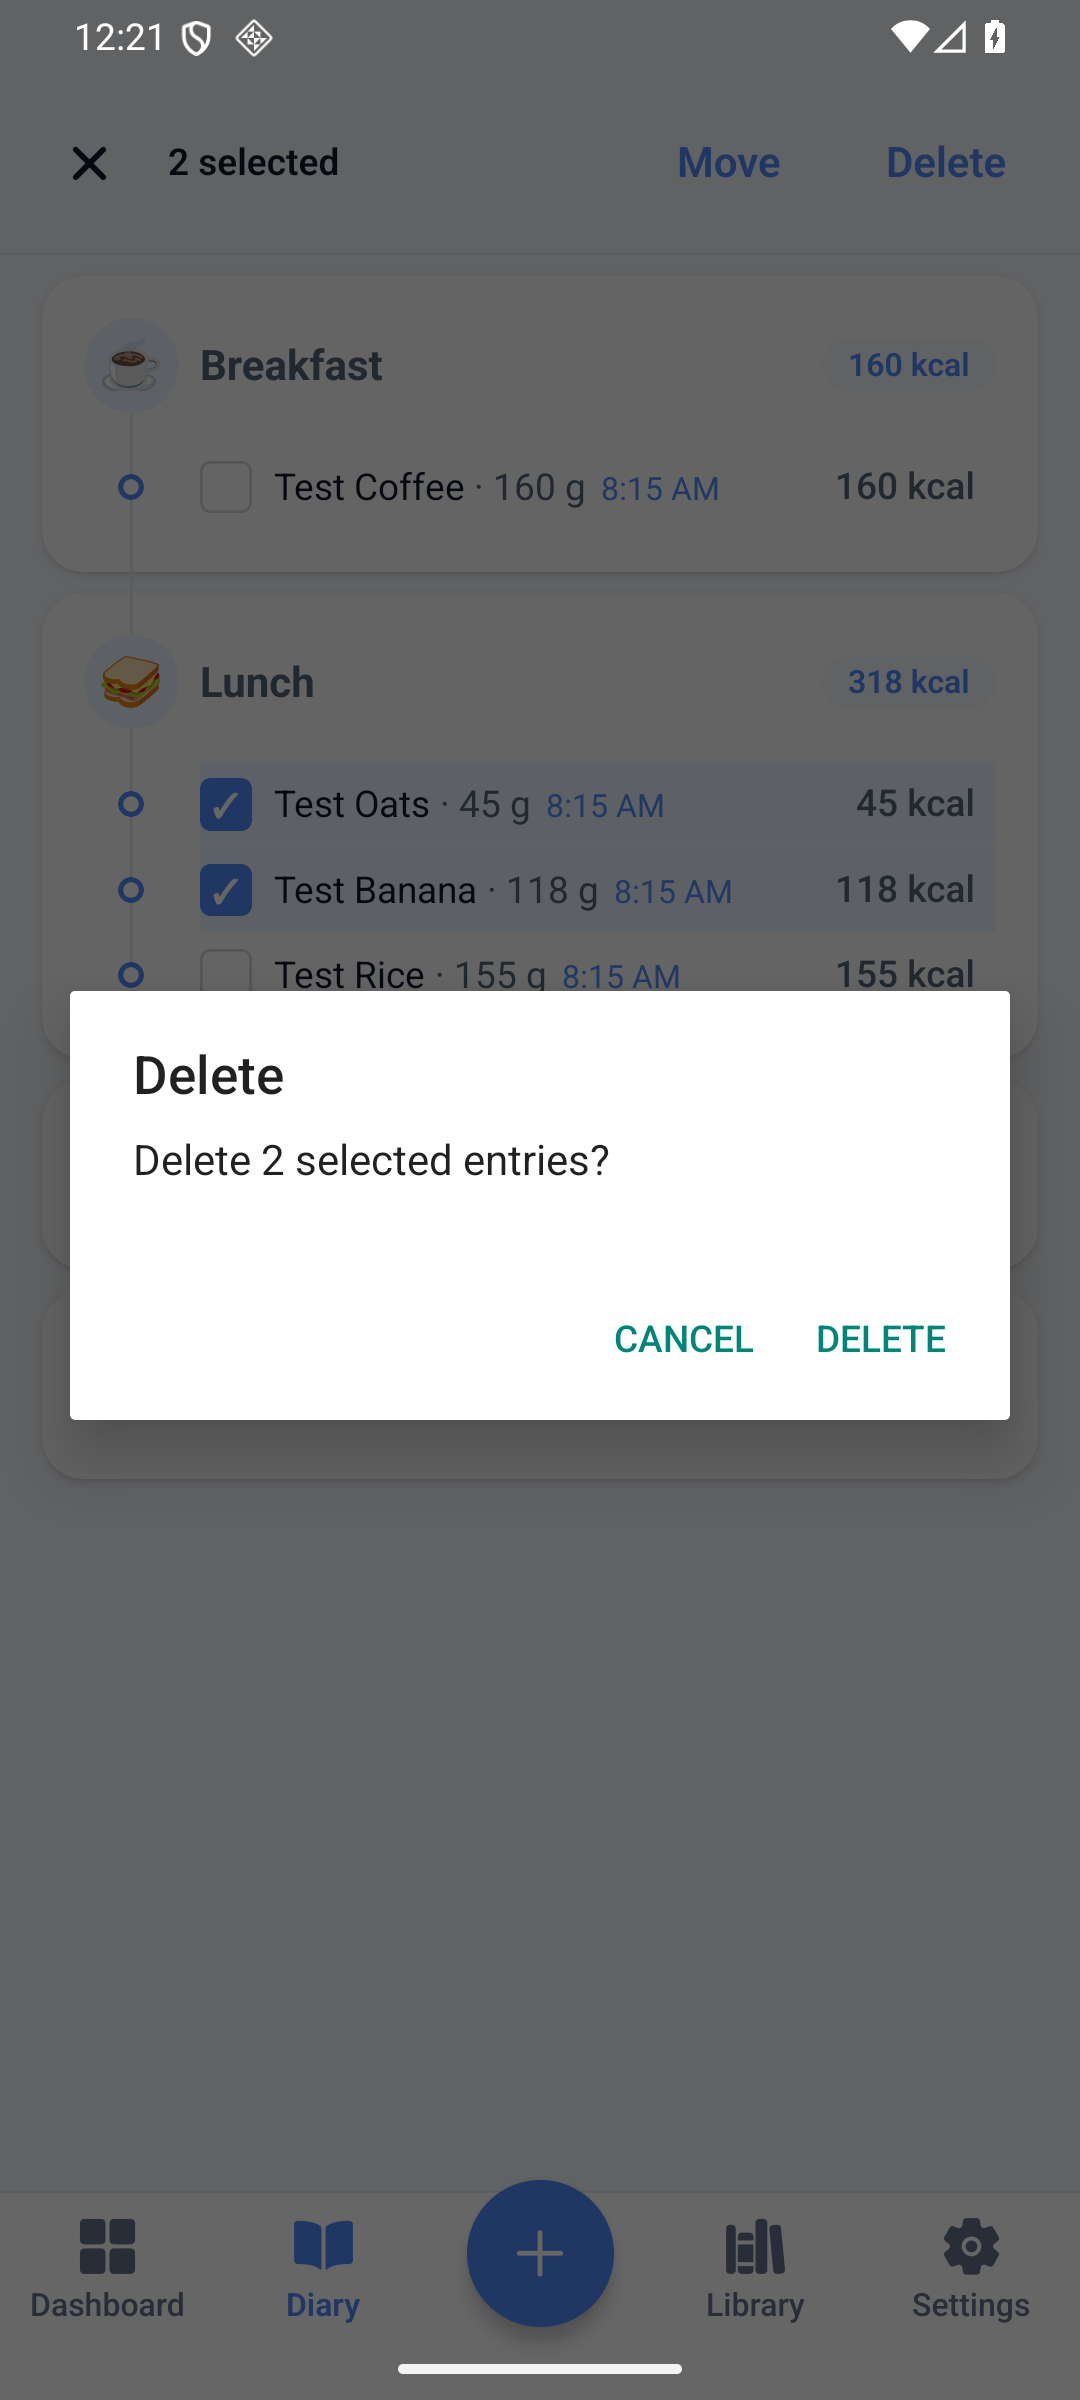 12:21
2 selected Move Delete
Breakfast 160 kcal
Test Coffee · 160 g 8:15 AM 160 kcal
Lunch 318 kcal
✓ Test Oats · 45 g 8:15 AM 45 kcal
✓ Test Banana · 118 g 8:15 AM 118 kcal
Test Rice · 155 g 8:15 AM 155 kcal
Delete
Delete 2 selected entries?
CANCEL DELETE
Dashboard Diary Library Settings